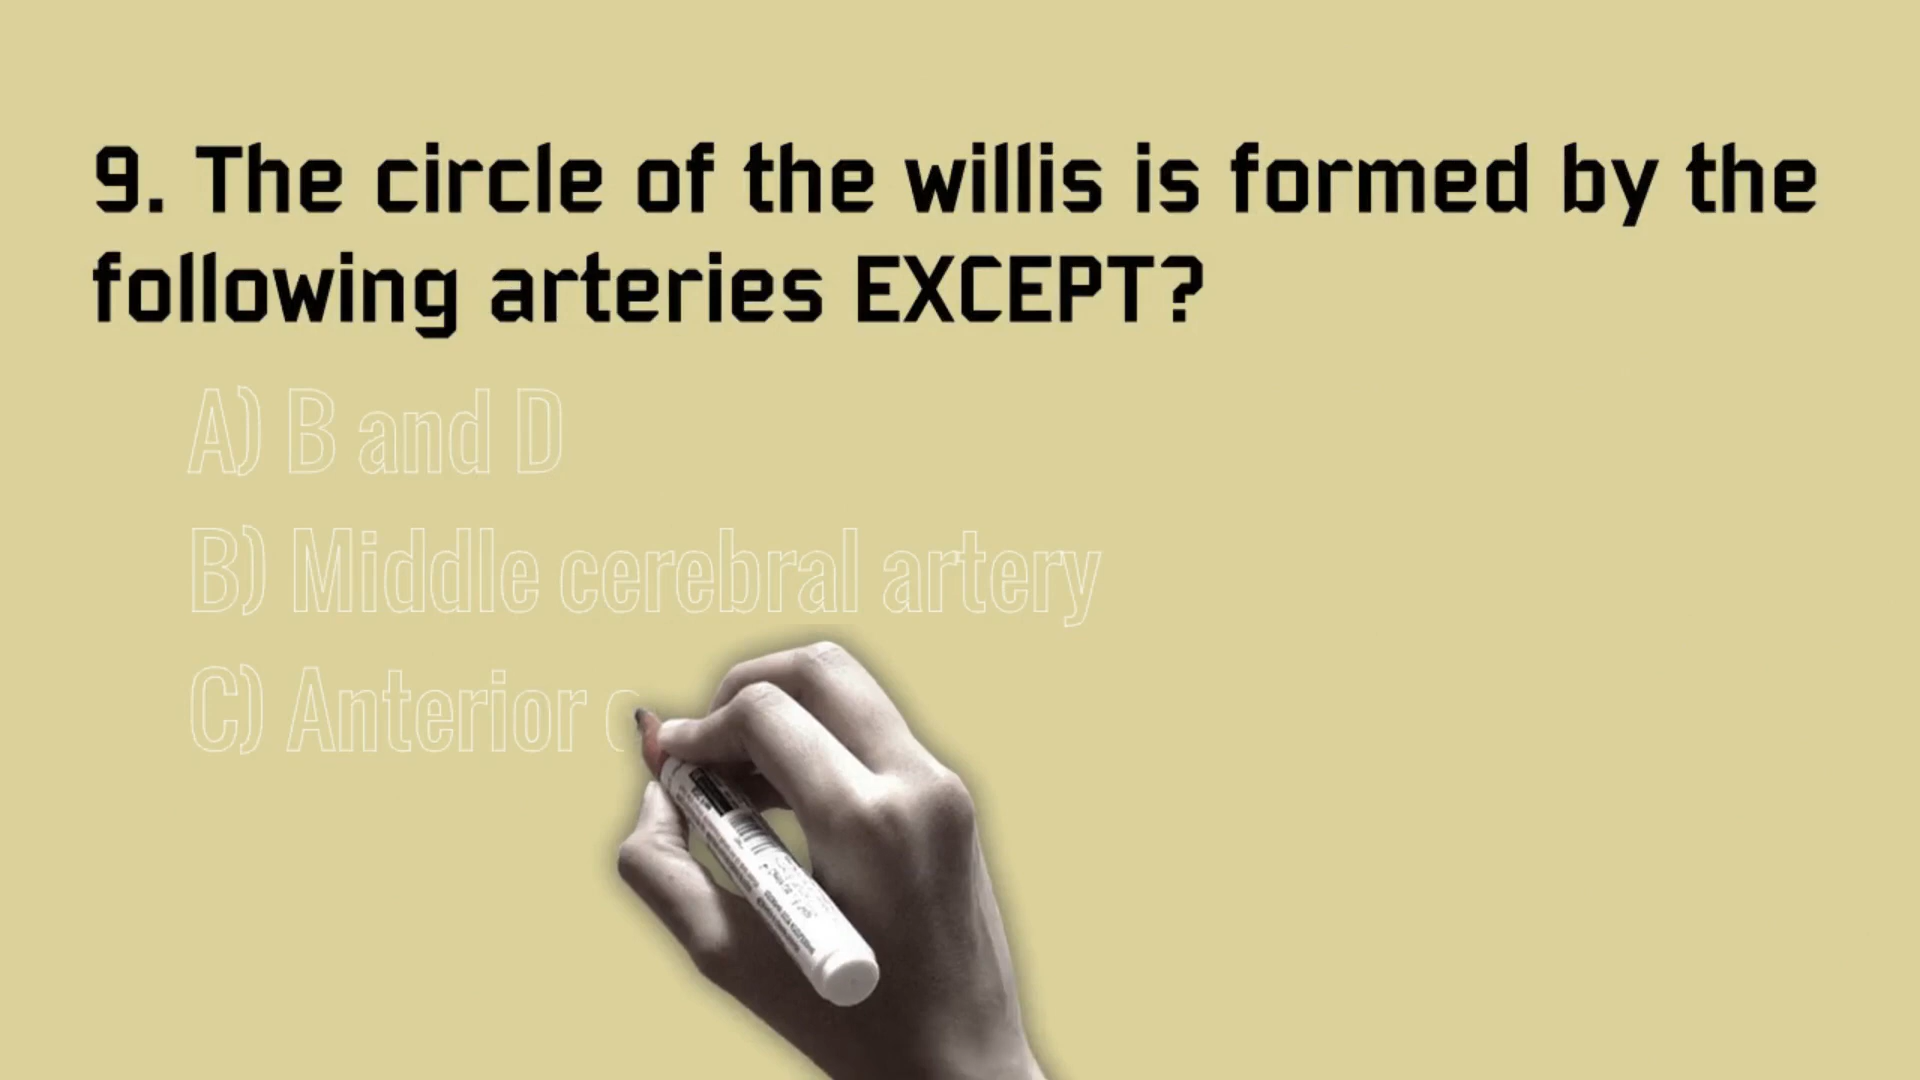 9. The circle of the willis is formed by the
following arteries EXCEPT?
A) B and D
B) Middle cerebral artery
C) Anterior c